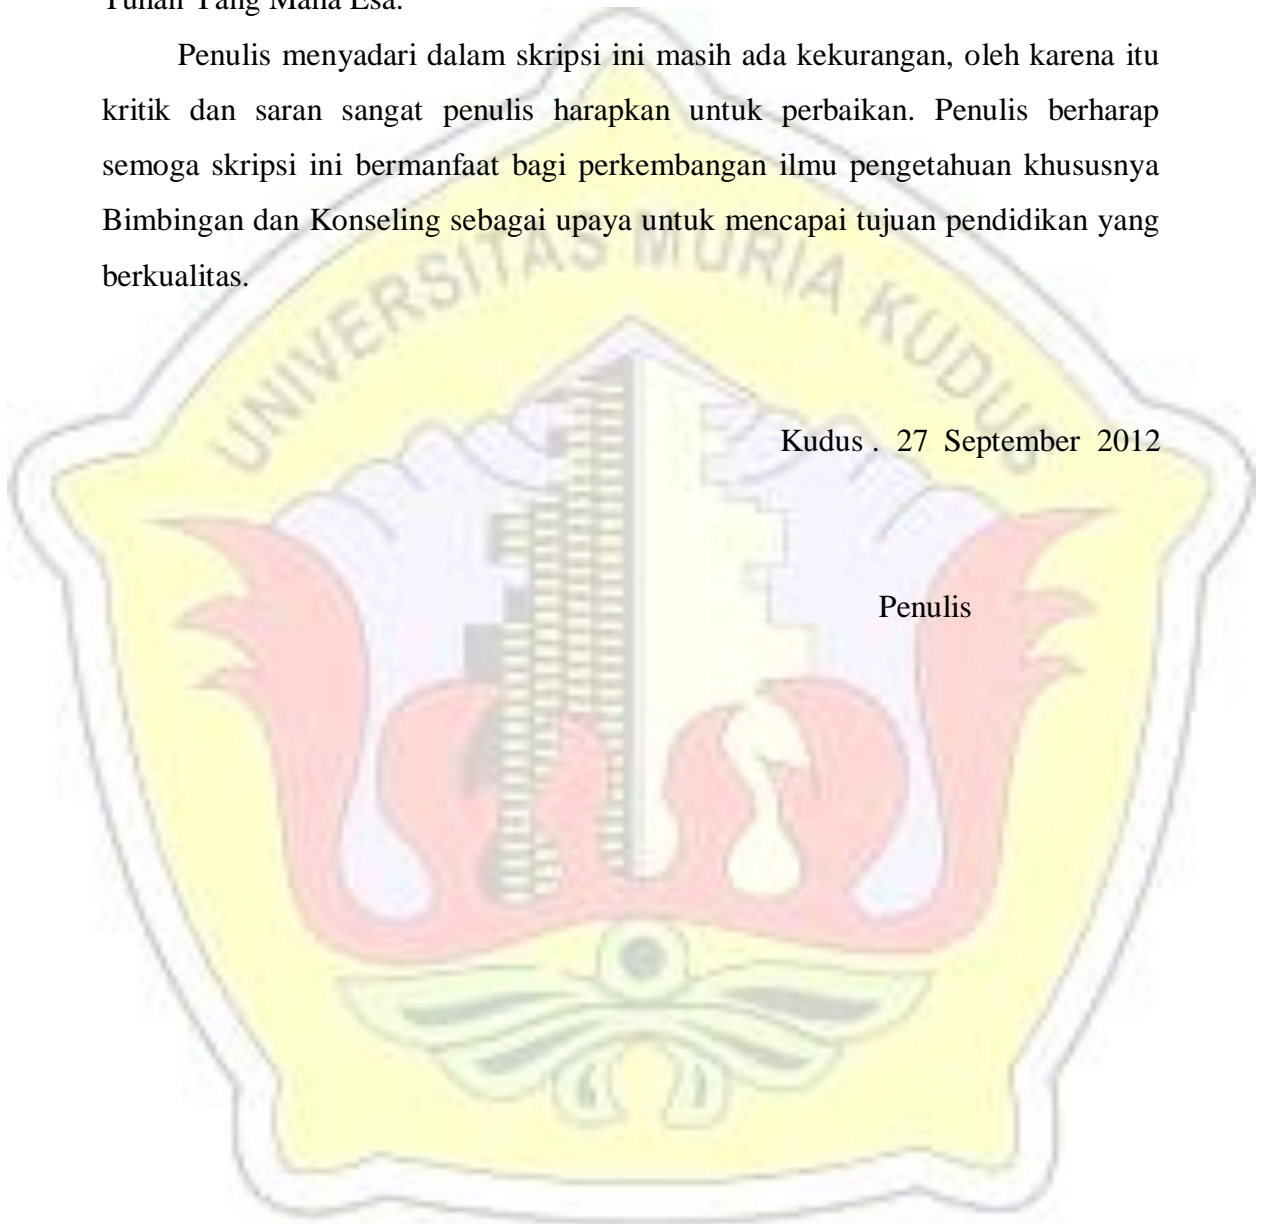 Tuhan Yang Maha Esa.
Penulis menyadari dalam skripsi ini masih ada kekurangan, oleh karena itu
kritik dan saran sangat penulis harapkan untuk perbaikan. Penulis berharap
semoga skripsi ini bermanfaat bagi perkembangan ilmu pengetahuan khususnya
Bimbingan dan Konseling sebagai upaya untuk mencapai tujuan pendidikan yang
berkualitas.
UNIVERSITAS MURIA KUDUS
Kudus . 27 September 2012
Penulis